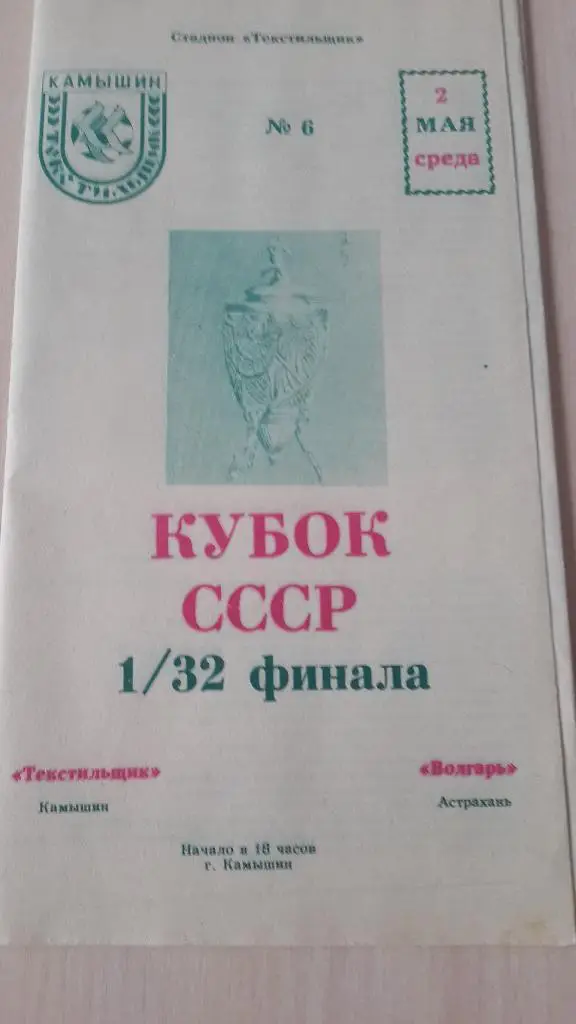 Стадион «Текстильщик»
КАМЫШИН
ТЕКСТИЛЬЩИК
№ 6
2
МАЯ
среда
КУБОК
СССР
1/32 финала
«Текстильщик»
Камышин
«Волгарь»
Астрахань
Начало в 18 часов
г. Камышин